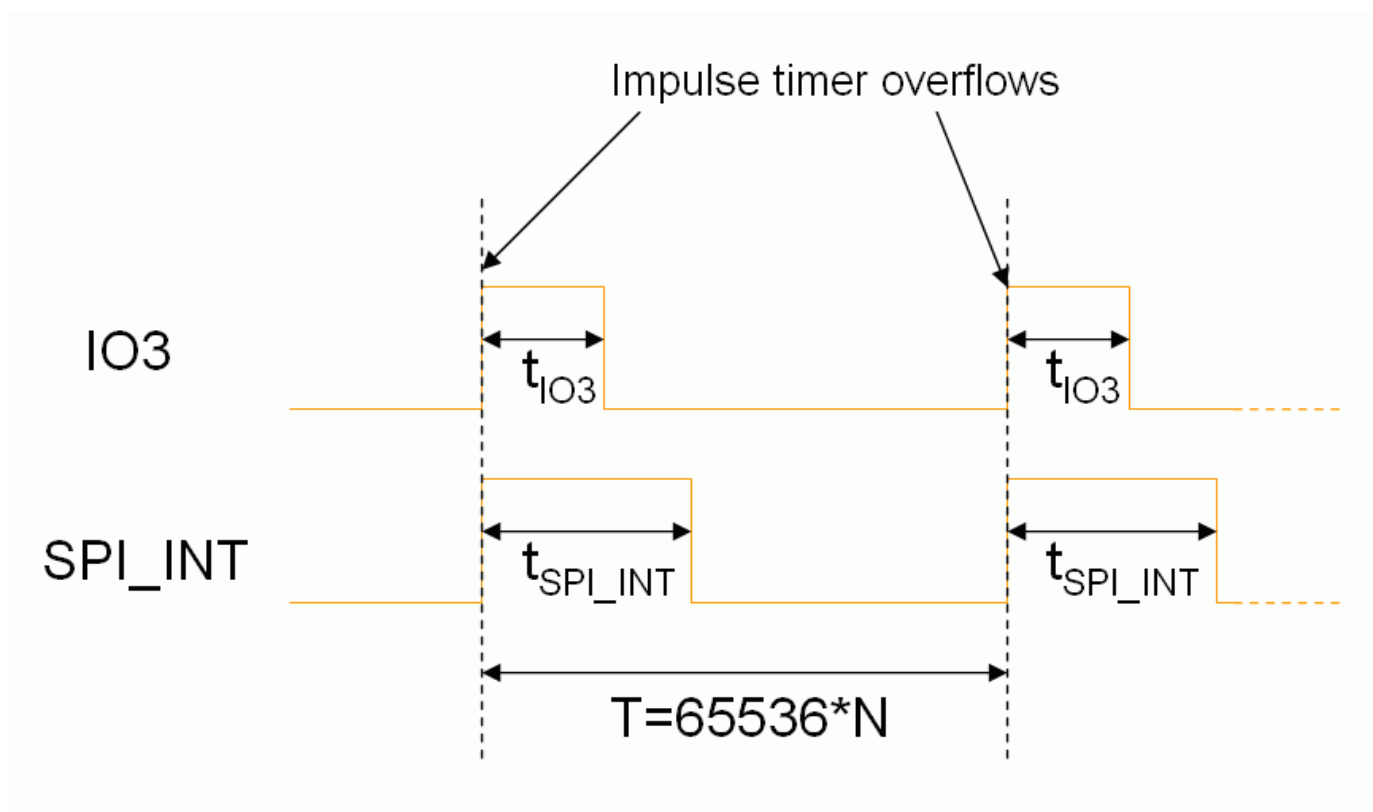 Impulse timer overflows
IO3
tIO3
tIO3
SPI_INT
tSPI_INT
tSPI_INT
T=65536*N